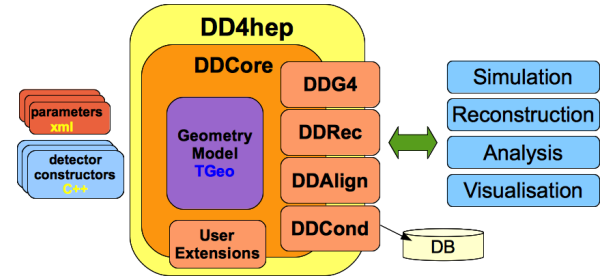 DD4hep
DDCore
DDG4
DDRec
DDAlign
DDCond
Geometry
Model
TGeo
User
Extensions
parameters
xml
detector
constructors
C++
Simulation
Reconstruction
Analysis
Visualisation
DB